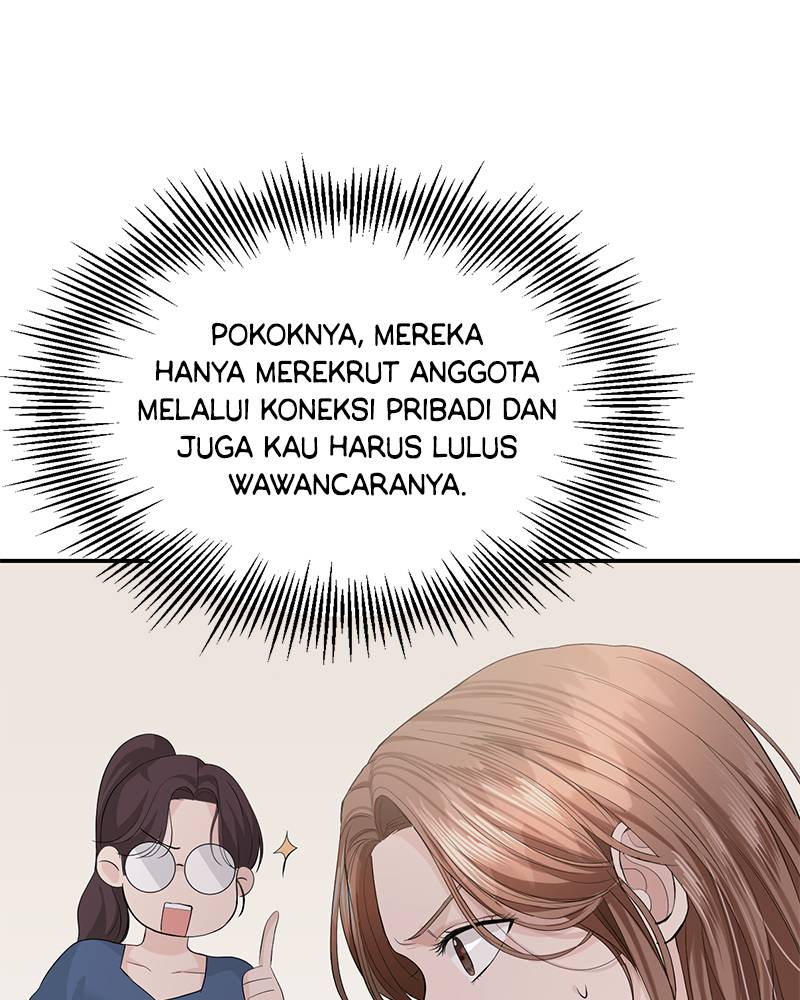 POKOKNYA, MEREKA
HANYA MEREKRUT ANGGOTA
MELALUI KONEKSI PRIBADI DAN
JUGA KAU HARUS LULUS
WAWANCARANYA.